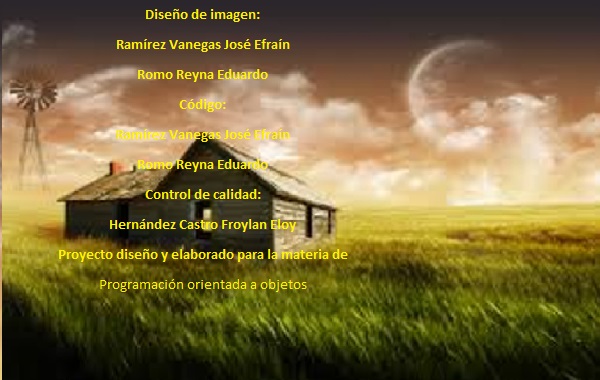 Diseño de imagen:
Ramírez Vanegas José Efraín
Romo Reyna Eduardo
Código:
Ramírez Vanegas José Efraín
Romo Reyna Eduardo
Control de calidad:
Hernández Castro Froylan Eloy
Proyecto diseño y elaborado para la materia de
Programación orientada a objetos